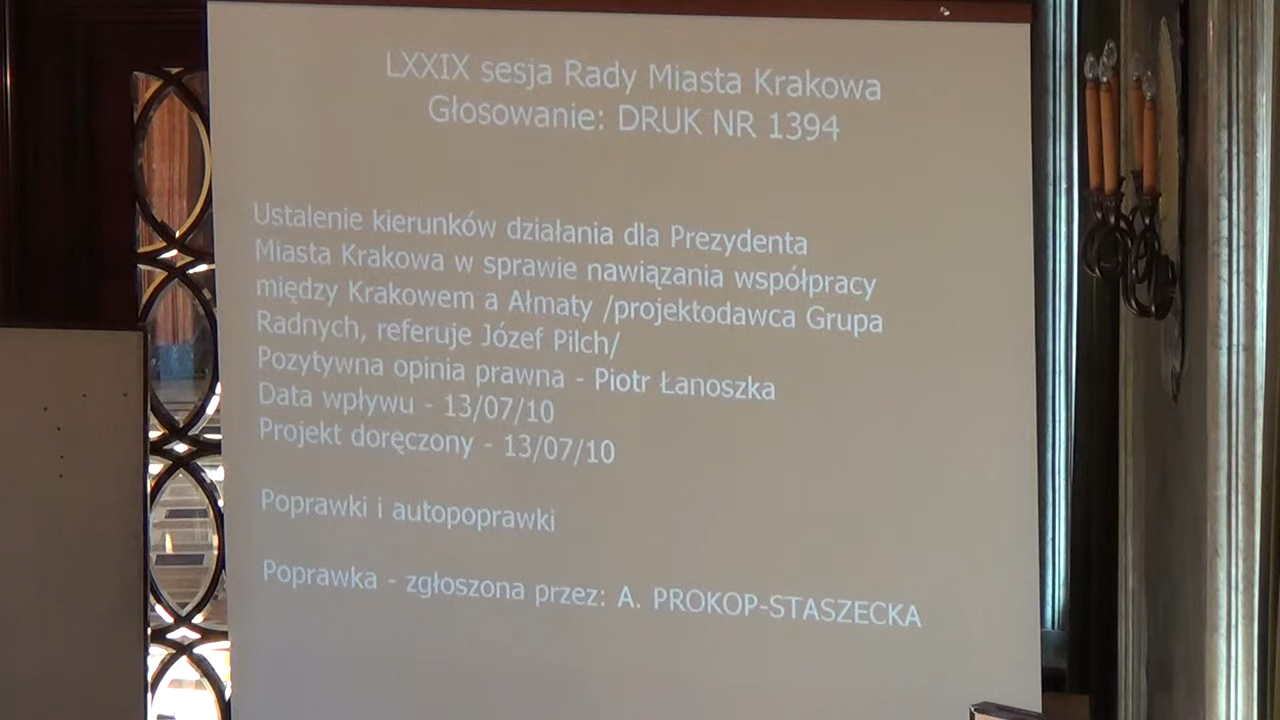 LXXIX sesja Rady Miasta Krakowa
Głosowanie: DRUK NR 1394
Ustalenie kierunków działania dla Prezydenta
Miasta Krakowa w sprawie nawiązania współpracy
między Krakowem a Ałmaty /projektodawca Grupa
Radnych, referuje Józef Pilch/
Pozytywna opinia prawna - Piotr Łanoszka
Data wpływu - 13/07/10
Projekt doręczony - 13/07/10
Poprawki i autopoprawki
Poprawka - zgłoszona przez: A. PROKOP-STASZECKA